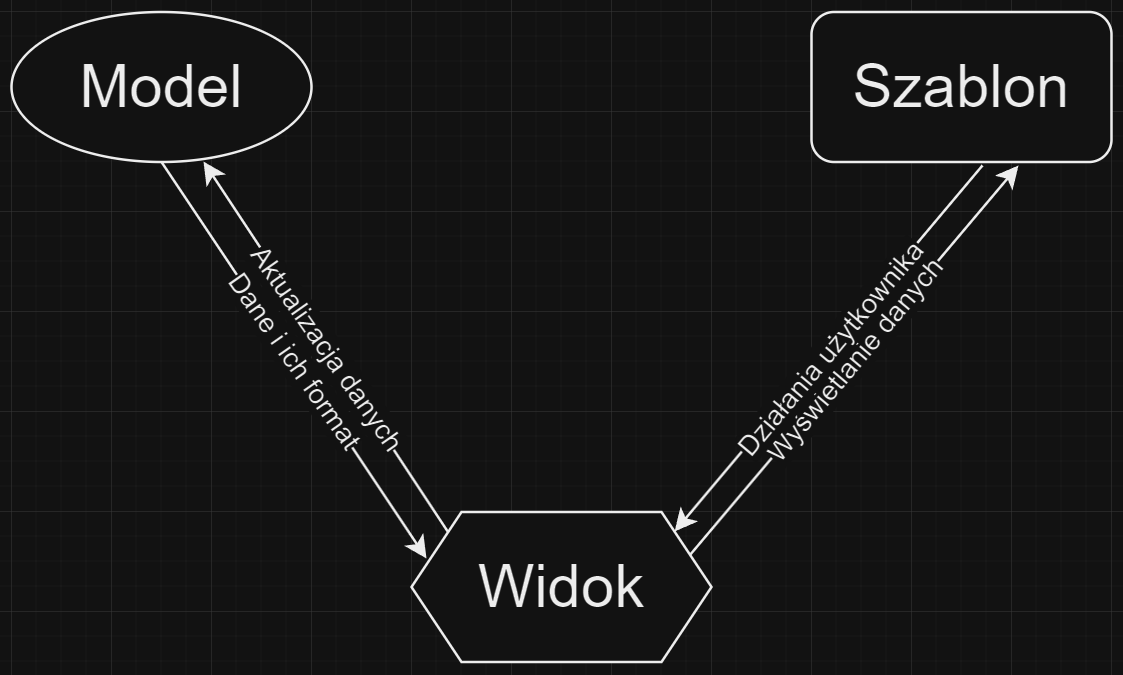 Model
Szablon
Aktualizacja danych
Dane i ich format
Działania użytkownika
Wyświetlanie danych
Widok